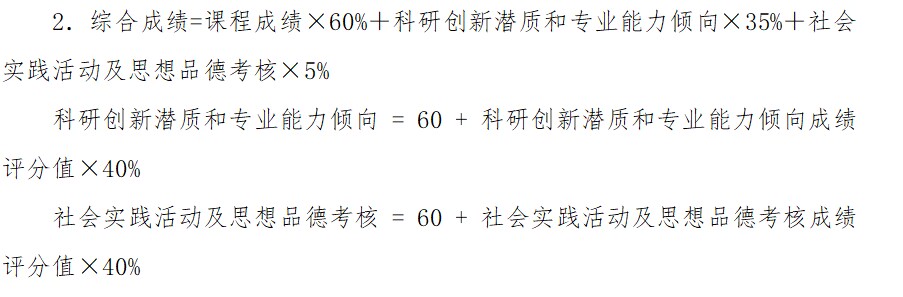 2．综合成绩=课程成绩×60%＋科研创新潜质和专业能力倾向×35%＋社会
实践活动及思想品德考核×5%
科研创新潜质和专业能力倾向 = 60 + 科研创新潜质和专业能力倾向成绩
评分值×40%
社会实践活动及思想品德考核 = 60 + 社会实践活动及思想品德考核成绩
评分值×40%